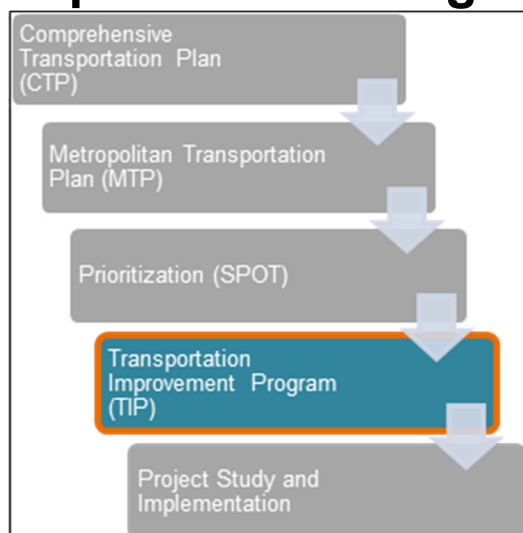 Comprehensive
Transportation Plan
(CTP)
Metropolitan Transportation
Plan (MTP)
Prioritization (SPOT)
Transportation
Improvement Program
(TIP)
Project Study and
Implementation